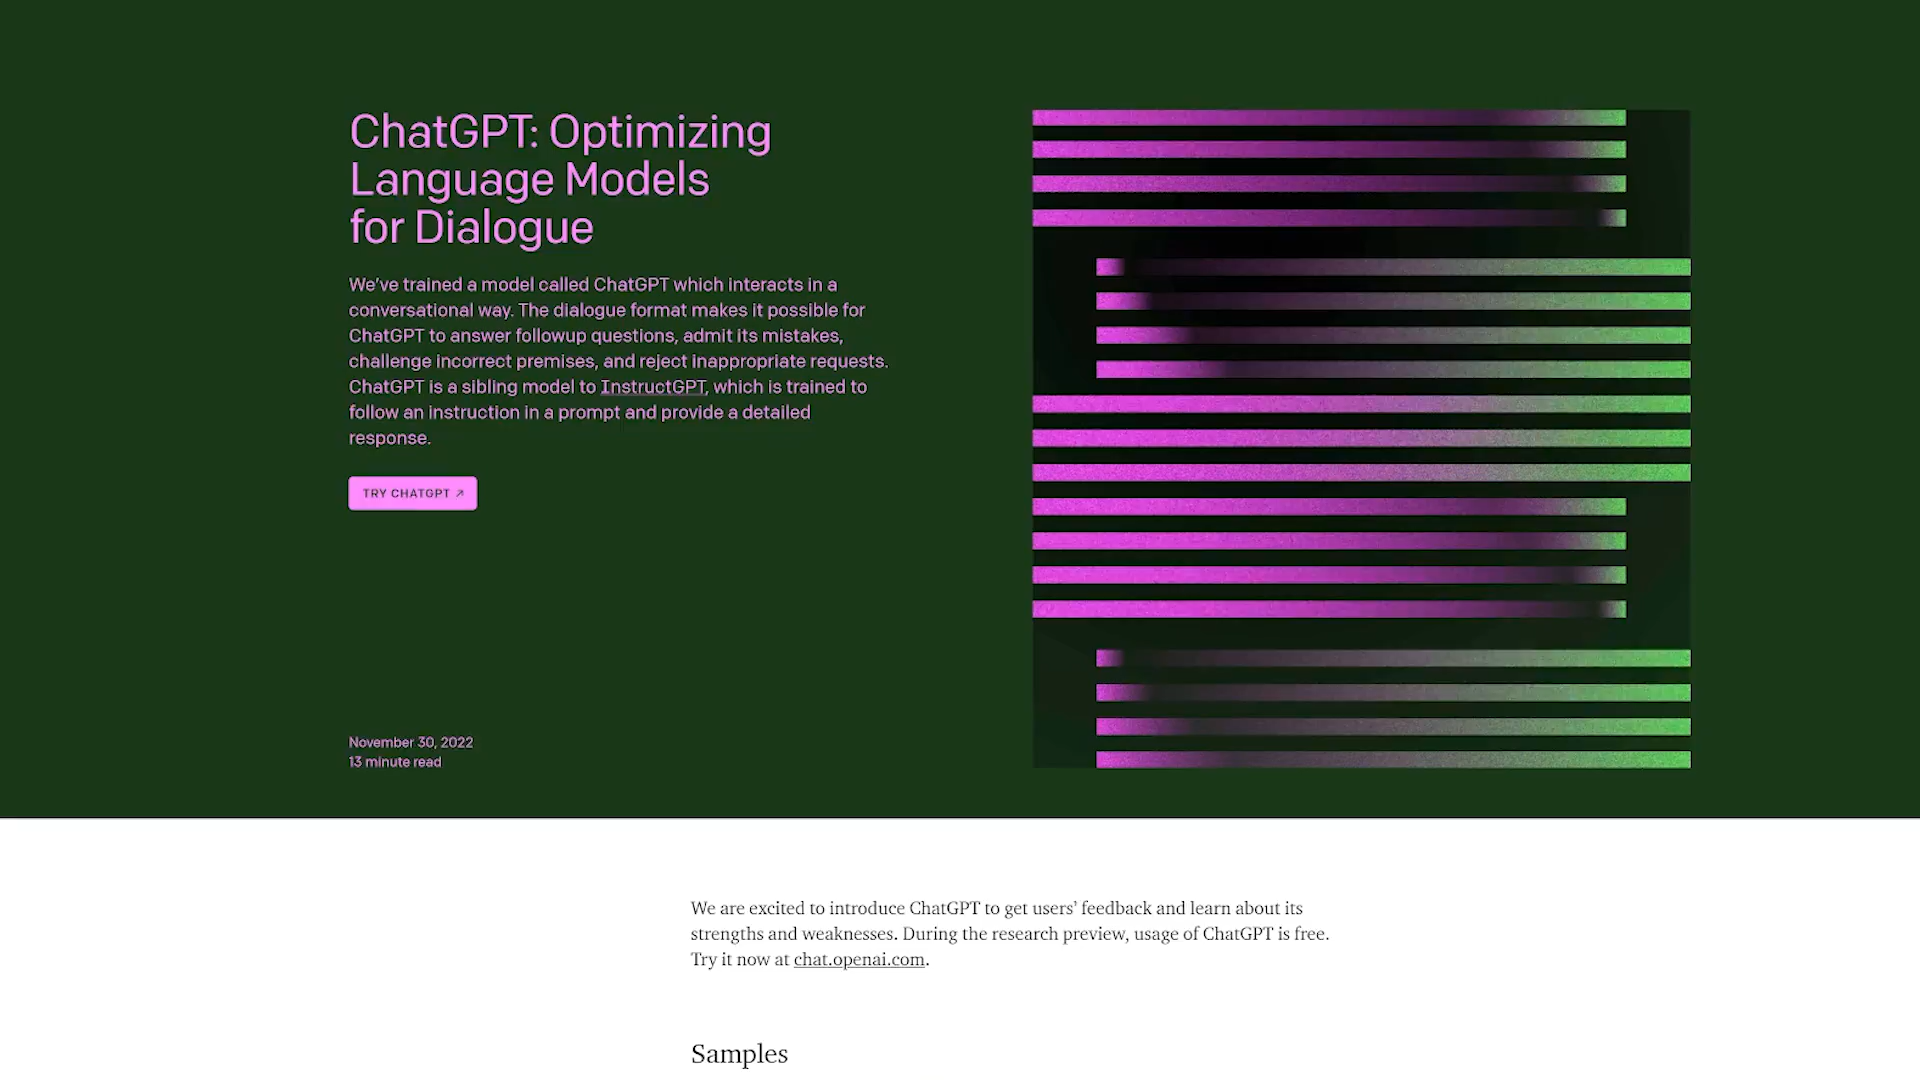 ChatGPT: Optimizing
Language Models
for Dialogue
We’ve trained a model called ChatGPT which interacts in a
conversational way. The dialogue format makes it possible for
ChatGPT to answer followup questions, admit its mistakes,
challenge incorrect premises, and reject inappropriate requests.
ChatGPT is a sibling model to InstructGPT, which is trained to
follow an instruction in a prompt and provide a detailed
response.
TRY CHATGPT ↗
November 30, 2022
13 minute read
We are excited to introduce ChatGPT to get users’ feedback and learn about its
strengths and weaknesses. During the research preview, usage of ChatGPT is free.
Try it now at chat.openai.com.
Samples